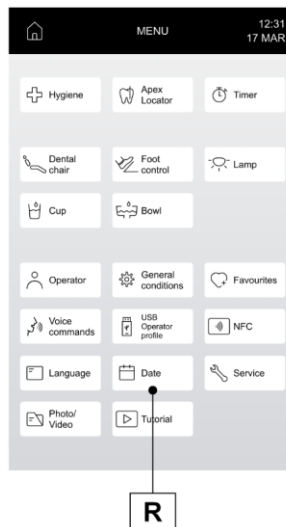 MENU
12:31
17 MAR
Hygiene
Apex
Locator
Timer
Dental
chair
Foot
control
Lamp
Cup
Bowl
Operator
General
conditions
Favourites
Voice
commands
USB
Operator
profile
NFC
Language
Date
Service
Photo/
Video
Tutorial
R